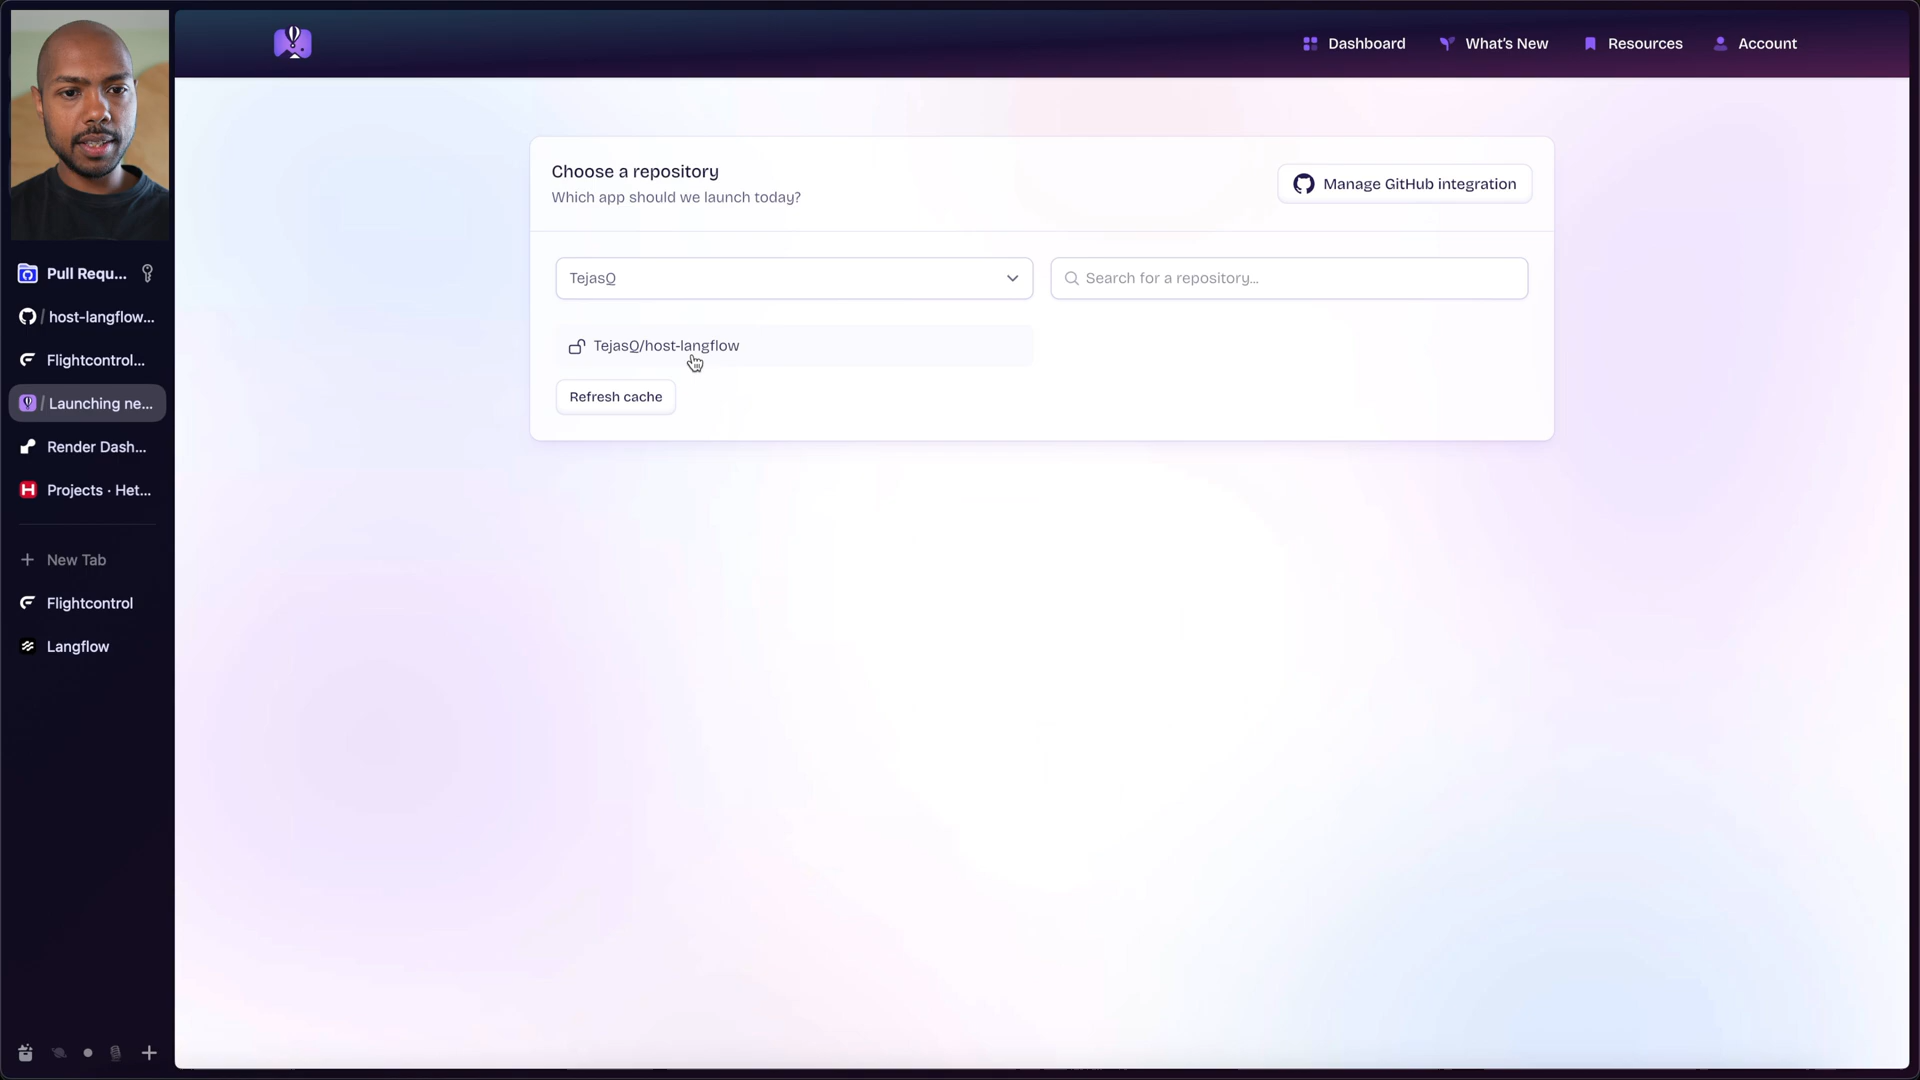 Dashboard
What's New
Resources
Account
Choose a repository
Which app should we launch today?
Manage GitHub integration
TejasQ
Search for a repository...
TejasQ/host-langflow
Refresh cache
Pull Requ...
/ host-langflow...
Flightcontrol...
/ Launching ne...
Render Dash...
Projects · Het...
New Tab
Flightcontrol
Langflow